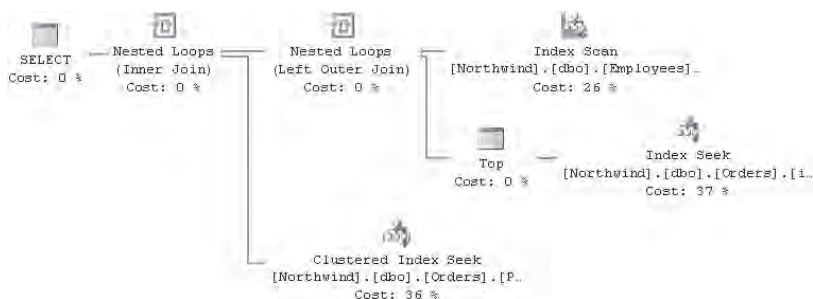 SELECT
Cost: 0 %
Nested Loops
(Inner Join)
Cost: 0 %
Nested Loops
(Left Outer Join)
Cost: 0 %
Index Scan
[Northwind].[dbo].[Employees]…
Cost: 26 %
Top
Cost: 0 %
Index Seek
[Northwind].[dbo].[Orders].[i…
Cost: 37 %
Clustered Index Seek
[Northwind].[dbo].[Orders].[P…
Cost: 36 %